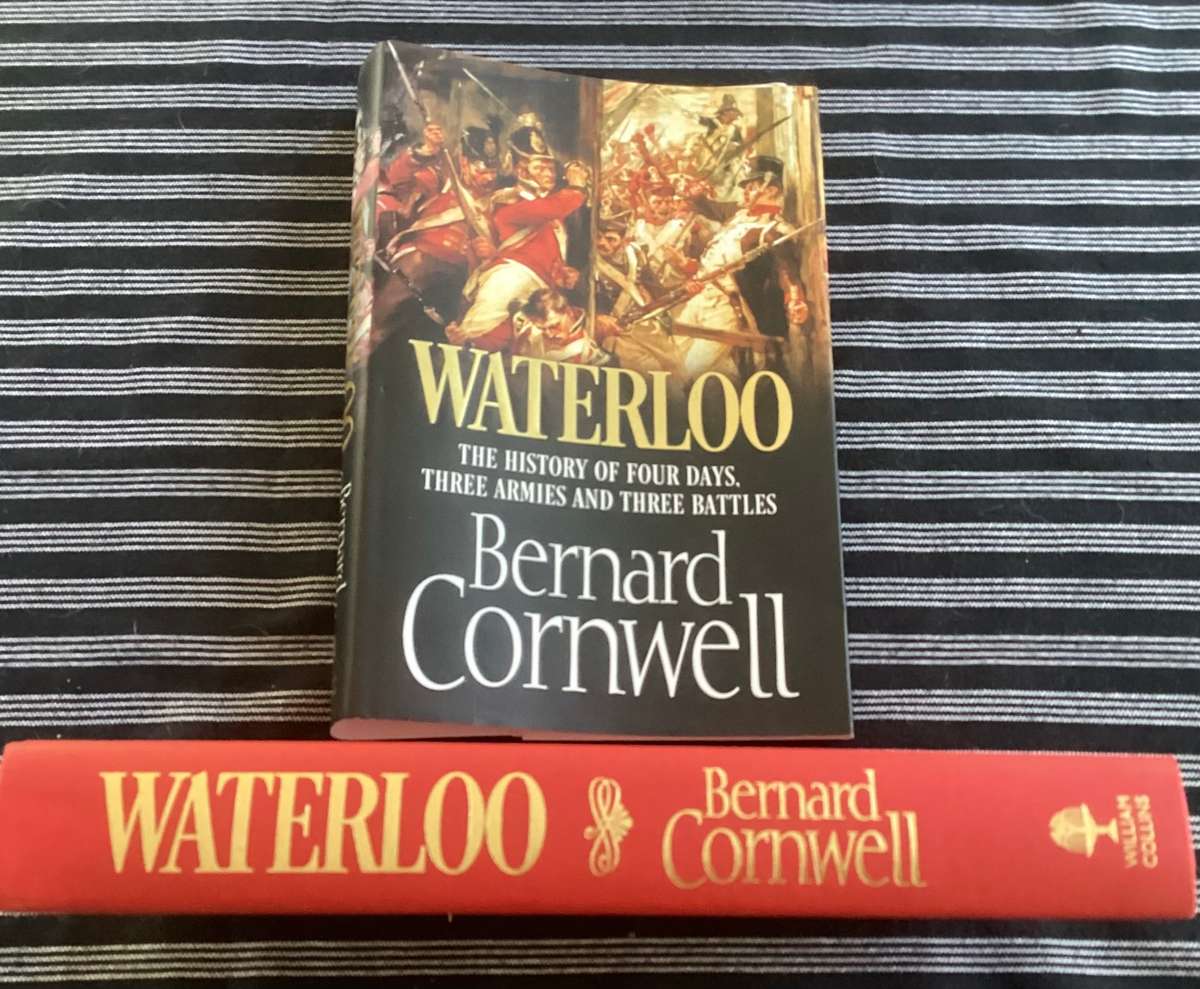 WATERLOO
THE HISTORY OF FOUR DAYS,
THREE ARMIES AND THREE BATTLES
Bernard
Cornwell
WATERLOO
Bernard
Cornwell
WILLIAM
COLLINS